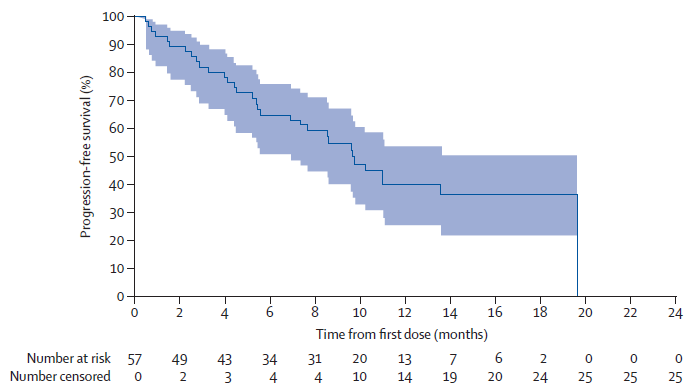 Progression-free survival (%)
100
90
80
70
60
50
40
30
20
10
0
0 2 4 6 8 10 12 14 16 18 20 22 24
Time from first dose (months)
Number at risk 57 49 43 34 31 20 13 7 6 2 0 0 0
Number censored 0 2 3 4 4 10 14 19 20 24 25 25 25